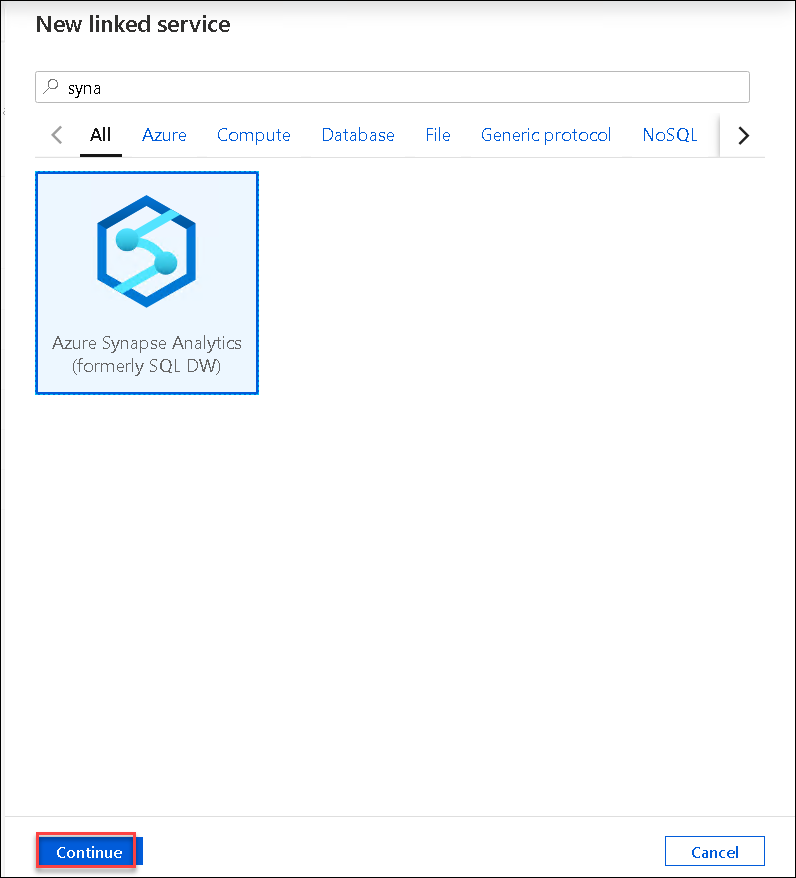 New linked service
syna
All Azure Compute Database File Generic protocol NoSQL
Azure Synapse Analytics
(formerly SQL DW)
Continue Cancel